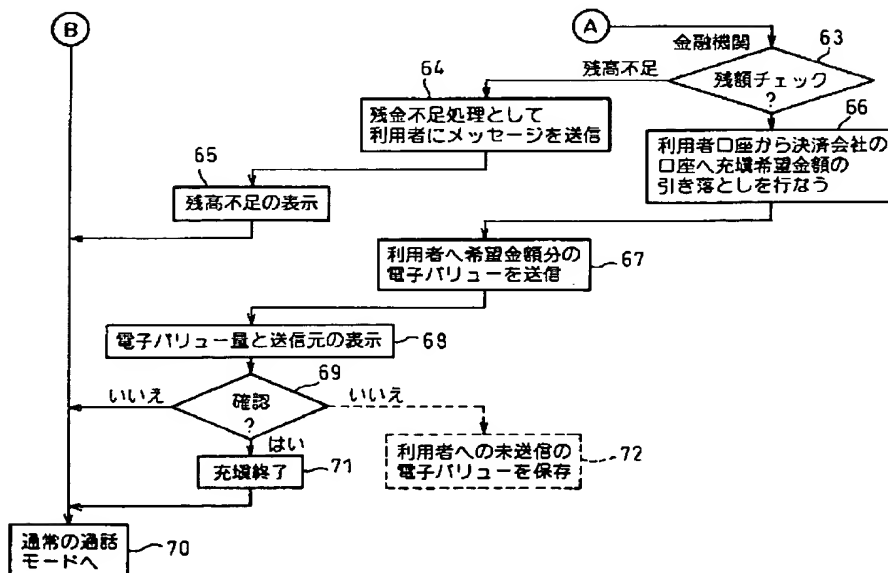 B
A
金融機関
63
残高不足
残額チェック
?
64
残金不足処理として
利用者にメッセージを送信
66
利用者口座から決済会社の
口座へ充塡希望金額の
引き落としを行なう
65
残高不足の表示
利用者へ希望金額分の
電子バリューを送信
67
電子バリュー量と送信元の表示
68
69
いいえ
確認
?
いいえ
はい
充塡終了
71
利用者への未送信の
電子バリューを保存
72
通常の通話
モードへ
70